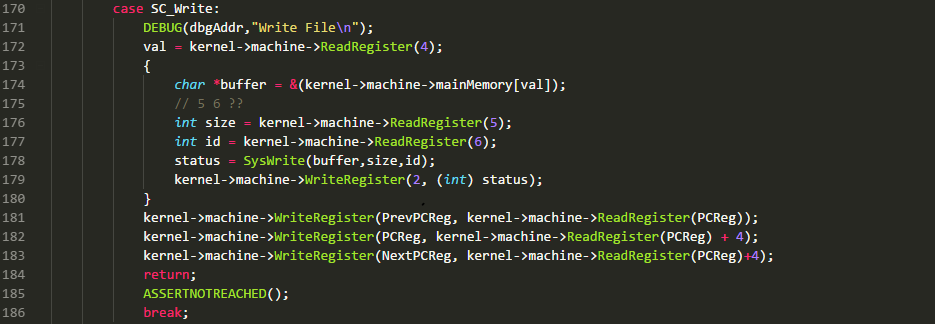 170 case SC_Write:
171 DEBUG(dbgAddr,"Write File\n");
172 val = kernel->machine->ReadRegister(4);
173 {
174 char *buffer = &(kernel->machine->mainMemory[val]);
175 // 5 6 ??
176 int size = kernel->machine->ReadRegister(5);
177 int id = kernel->machine->ReadRegister(6);
178 status = SysWrite(buffer,size,id);
179 kernel->machine->WriteRegister(2, (int) status);
180 }
181 kernel->machine->WriteRegister(PrevPCReg, kernel->machine->ReadRegister(PCReg));
182 kernel->machine->WriteRegister(PCReg, kernel->machine->ReadRegister(PCReg) + 4);
183 kernel->machine->WriteRegister(NextPCReg, kernel->machine->ReadRegister(PCReg)+4);
184 return;
185 ASSERTNOTREACHED();
186 break;